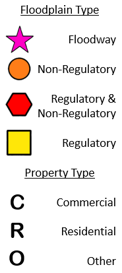 Floodplain Type
Floodway
Non-Regulatory
Regulatory &
Non-Regulatory
Regulatory
Property Type
C Commercial
R Residential
O Other